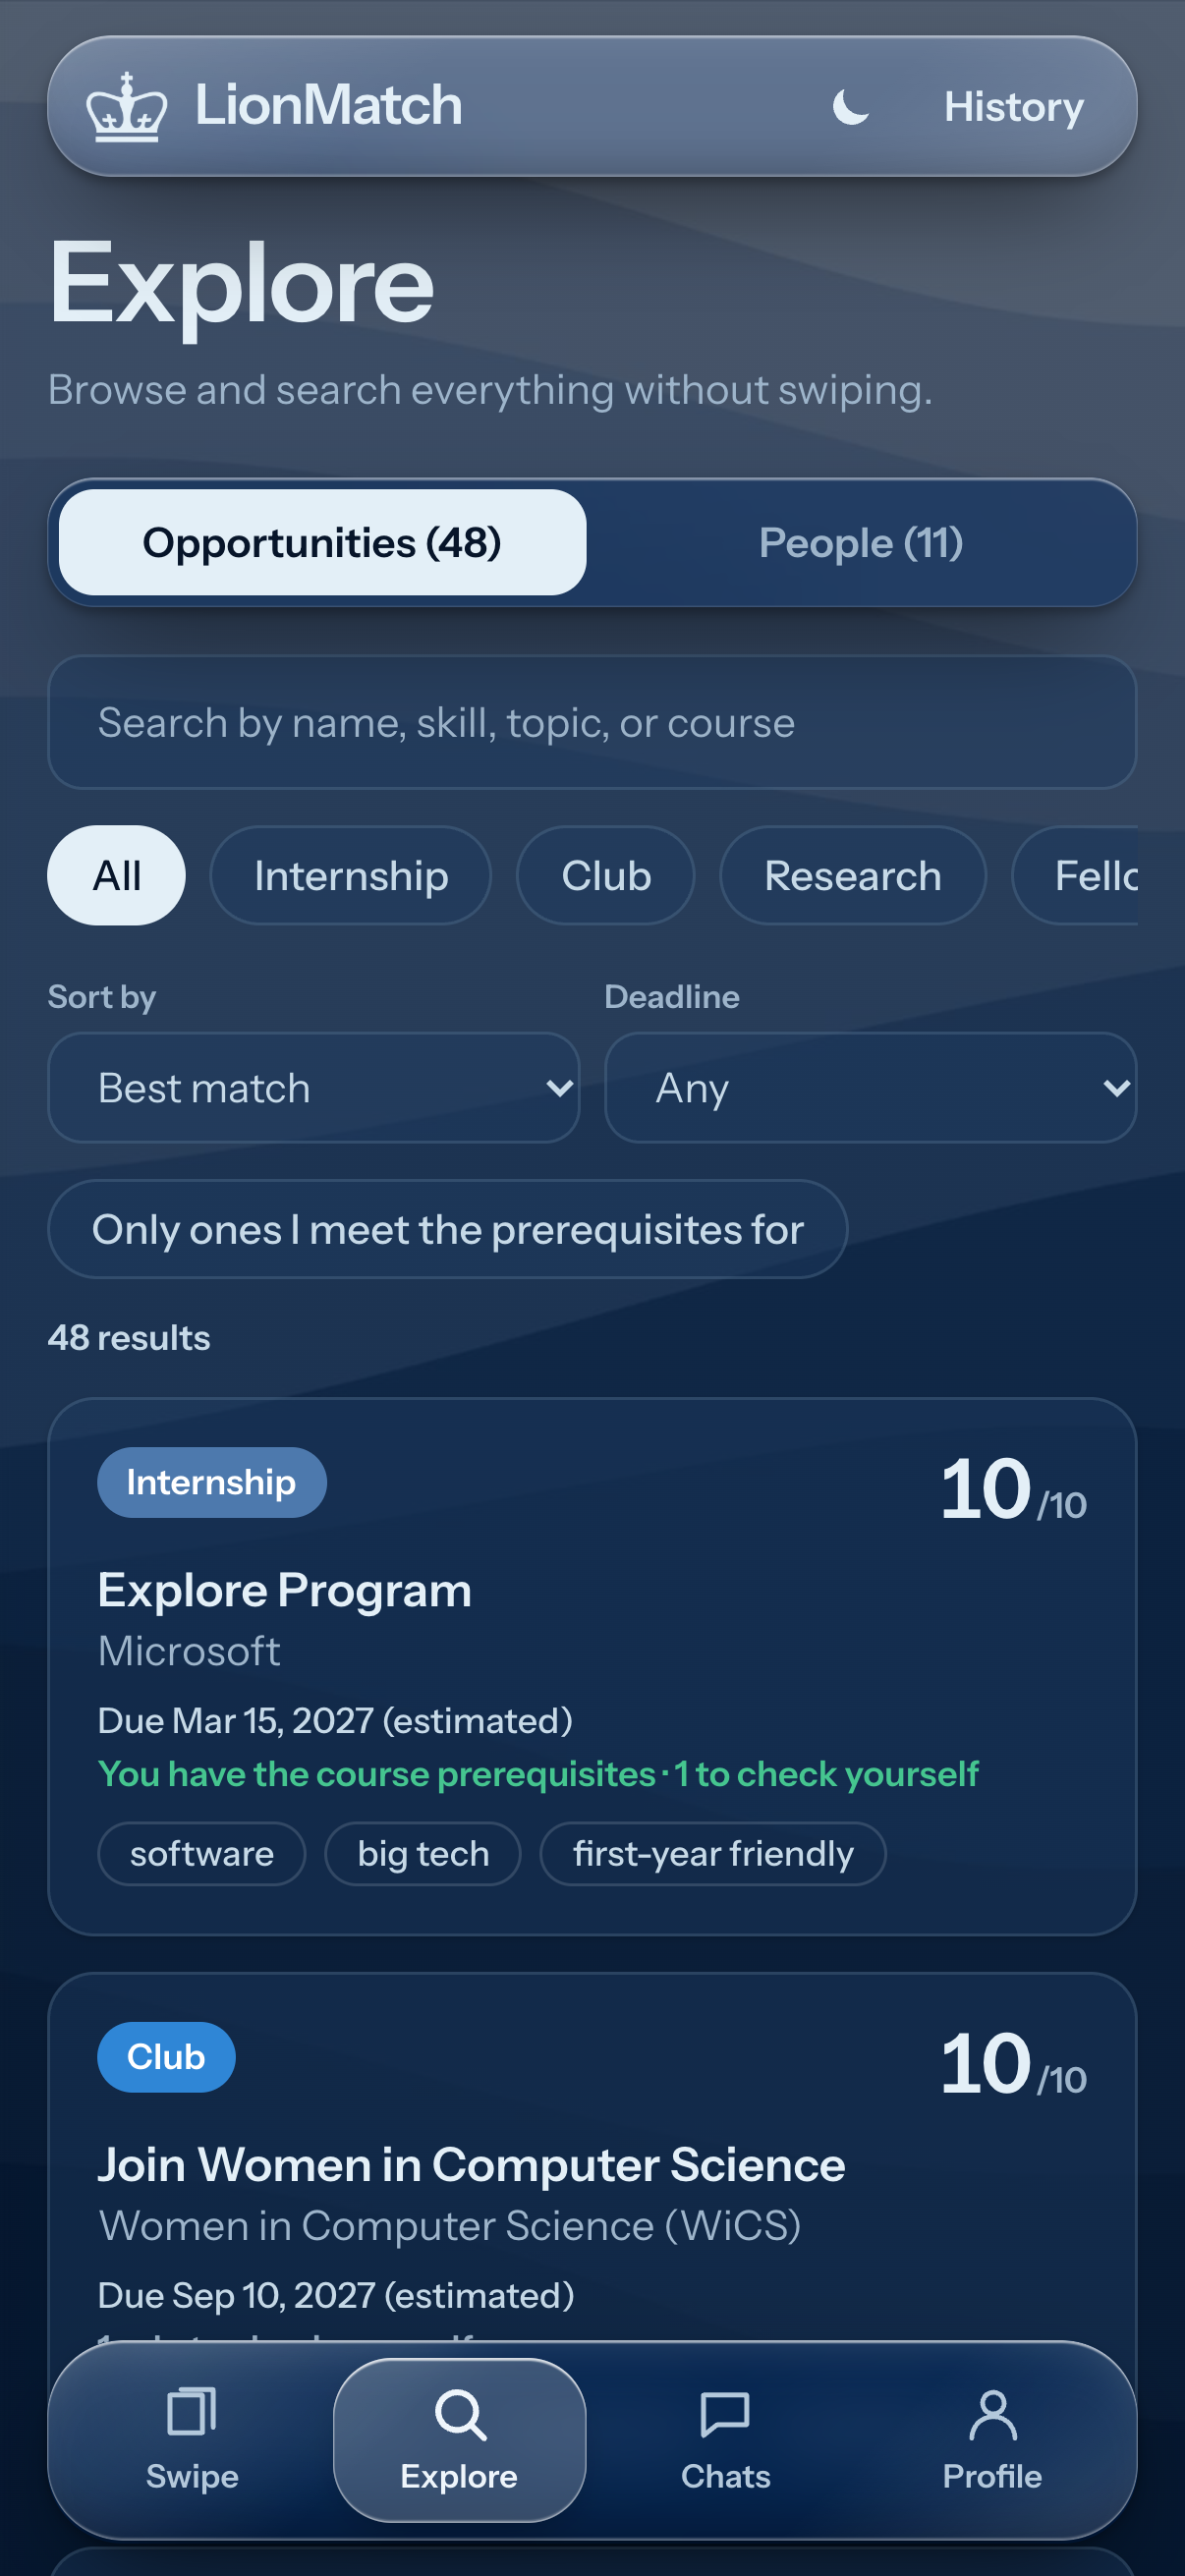 LionMatch
History
Explore
Browse and search everything without swiping.
Opportunities (48)
People (11)
Search by name, skill, topic, or course
All
Internship
Club
Research
Sort by
Deadline
Best match
Any
Only ones I meet the prerequisites for
48 results
Internship
10/10
Explore Program
Microsoft
Due Mar 15, 2027 (estimated)
You have the course prerequisites · 1 to check yourself
software
big tech
first-year friendly
Club
10/10
Join Women in Computer Science
Women in Computer Science (WiCS)
Due Sep 10, 2027 (estimated)
Swipe
Explore
Chats
Profile